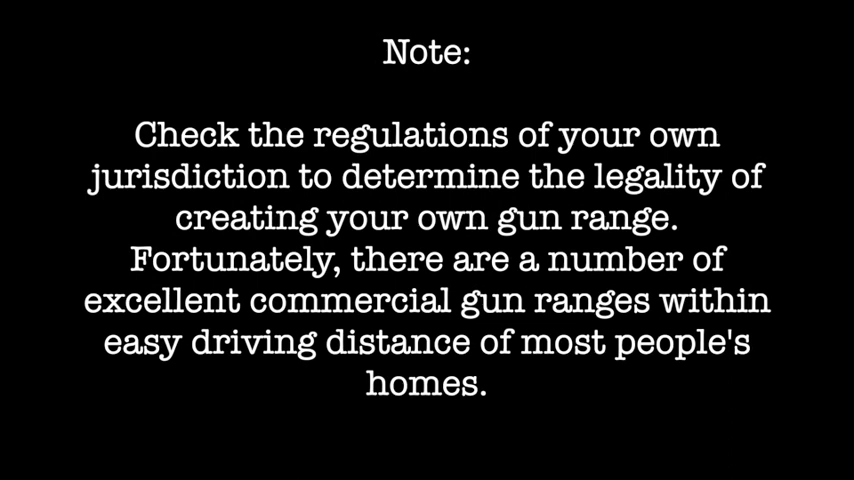 Note:
Check the regulations of your own
jurisdiction to determine the legality of
creating your own gun range.
Fortunately, there are a number of
excellent commercial gun ranges within
easy driving distance of most people's
homes.